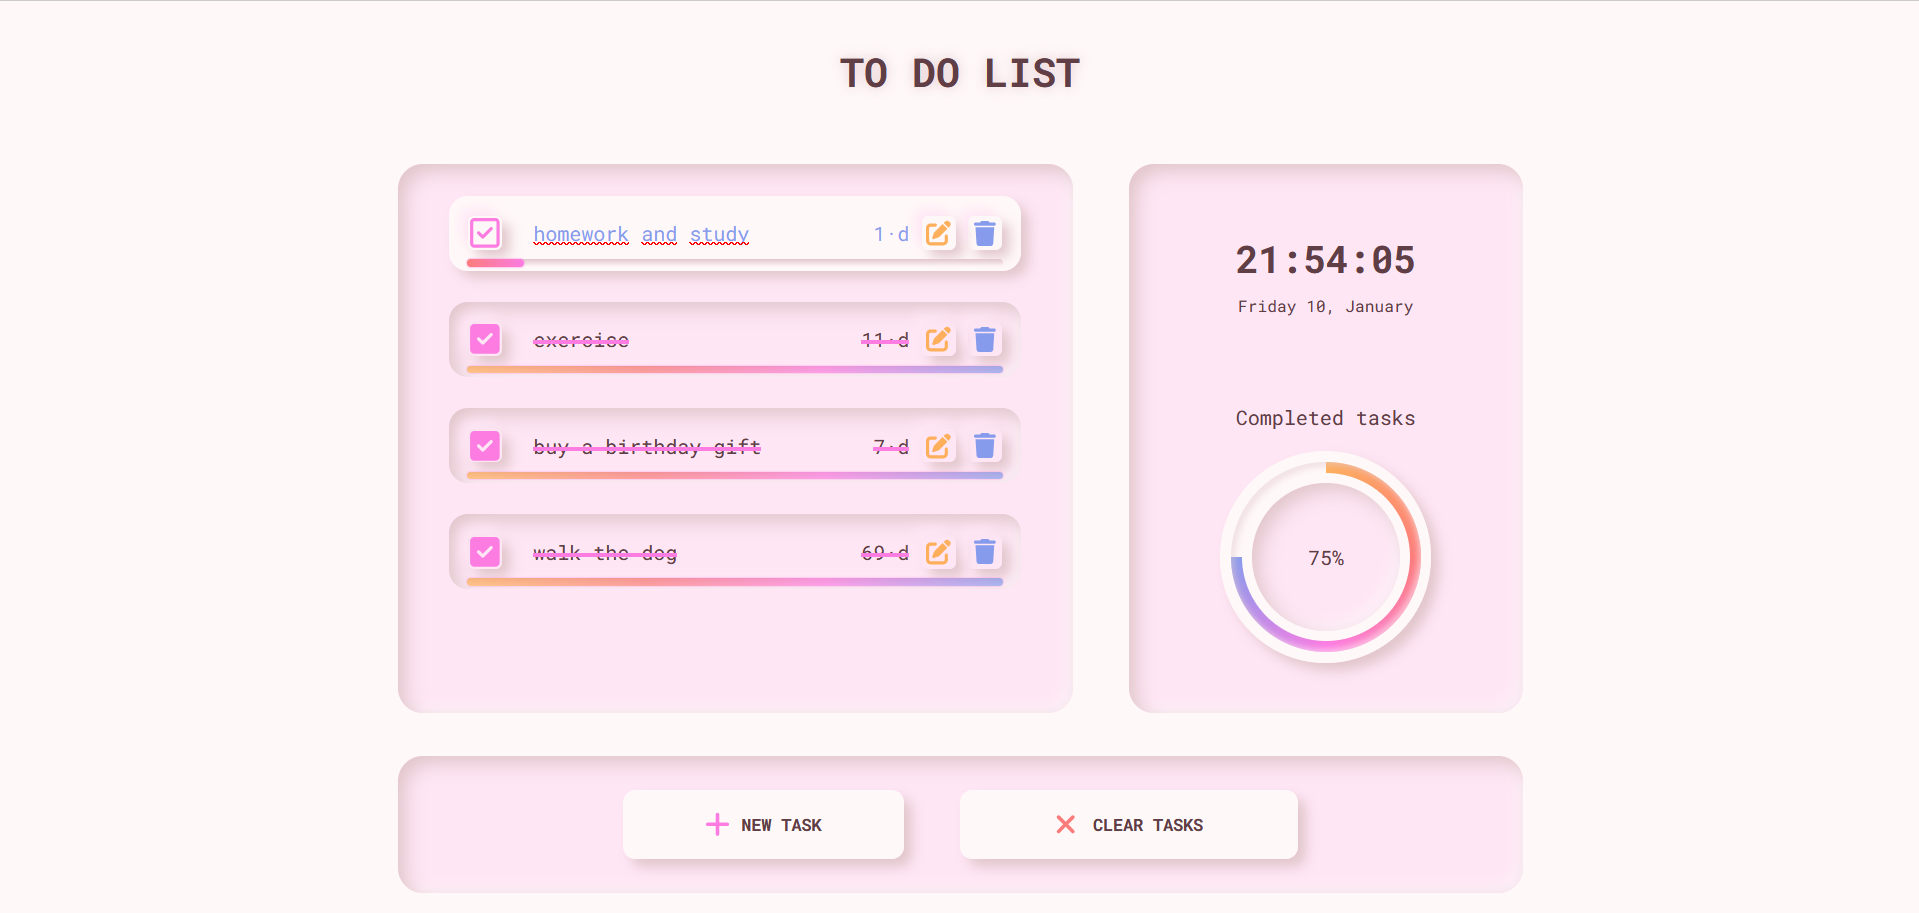 TO DO LIST
homework and study 1·d
exercise 11·d
buy a birthday gift 7·d
walk the dog 69·d
21:54:05
Friday 10, January
Completed tasks
75%
NEW TASK
CLEAR TASKS